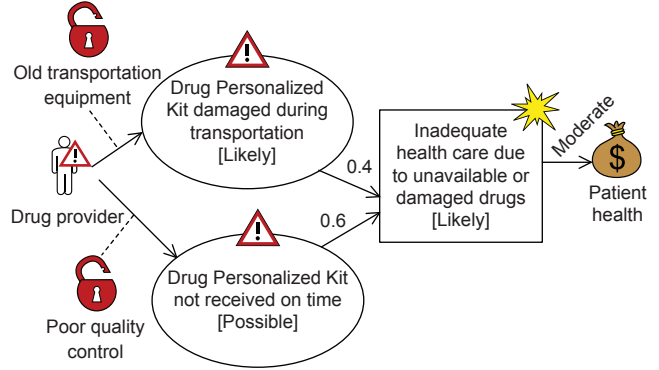 Old transportation
equipment
Drug Personalized
Kit damaged during
transportation
[Likely]
Drug provider
0.4
Inadequate
health care due
to unavailable or
damaged drugs
[Likely]
Moderate
$
Patient
health
0.6
Drug Personalized Kit
not received on time
[Possible]
Poor quality
control